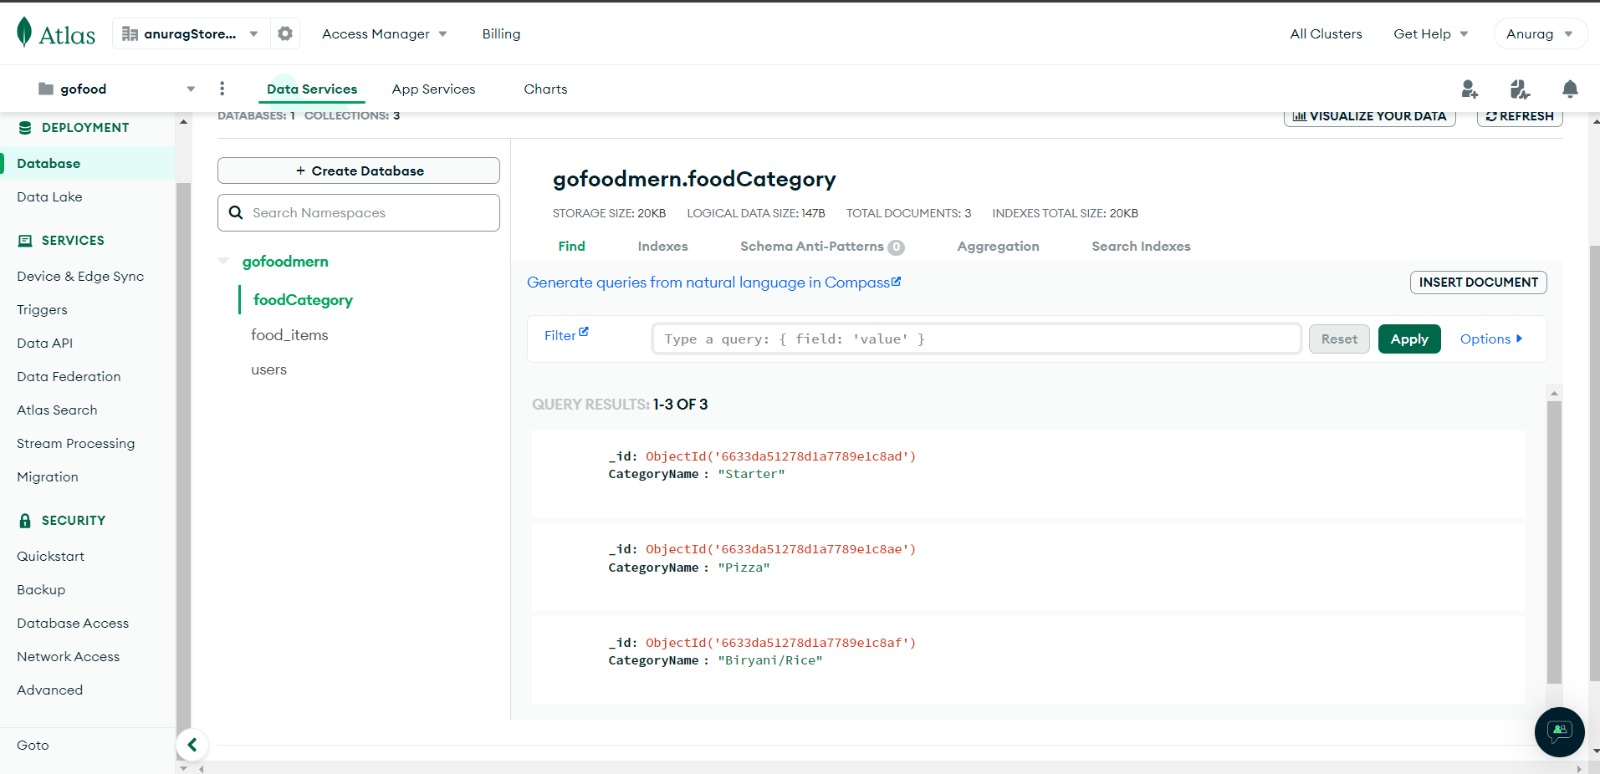 Atlas
anuragStore...
Access Manager
Billing
All Clusters
Get Help
Anurag
gofood
Data Services
App Services
Charts
DEPLOYMENT
Database
Data Lake
SERVICES
Device & Edge Sync
Triggers
Data API
Data Federation
Atlas Search
Stream Processing
Migration
SECURITY
Quickstart
Backup
Database Access
Network Access
Advanced
Goto
DATABASES: 1 COLLECTIONS: 3
VISUALIZE YOUR DATA
REFRESH
+ Create Database
Search Namespaces
gofoodmern
foodCategory
food_items
users
gofoodmern.foodCategory
STORAGE SIZE: 20KB LOGICAL DATA SIZE: 147B TOTAL DOCUMENTS: 3 INDEXES TOTAL SIZE: 20KB
Find
Indexes
Schema Anti-Patterns 0
Aggregation
Search Indexes
Generate queries from natural language in Compass
INSERT DOCUMENT
Filter
Type a query: { field: 'value' }
Reset
Apply
Options
QUERY RESULTS: 1-3 OF 3
_id: ObjectId('6633da51278d1a7789e1c8ad')
CategoryName : "Starter"
_id: ObjectId('6633da51278d1a7789e1c8ae')
CategoryName : "Pizza"
_id: ObjectId('6633da51278d1a7789e1c8af')
CategoryName : "Biryani/Rice"